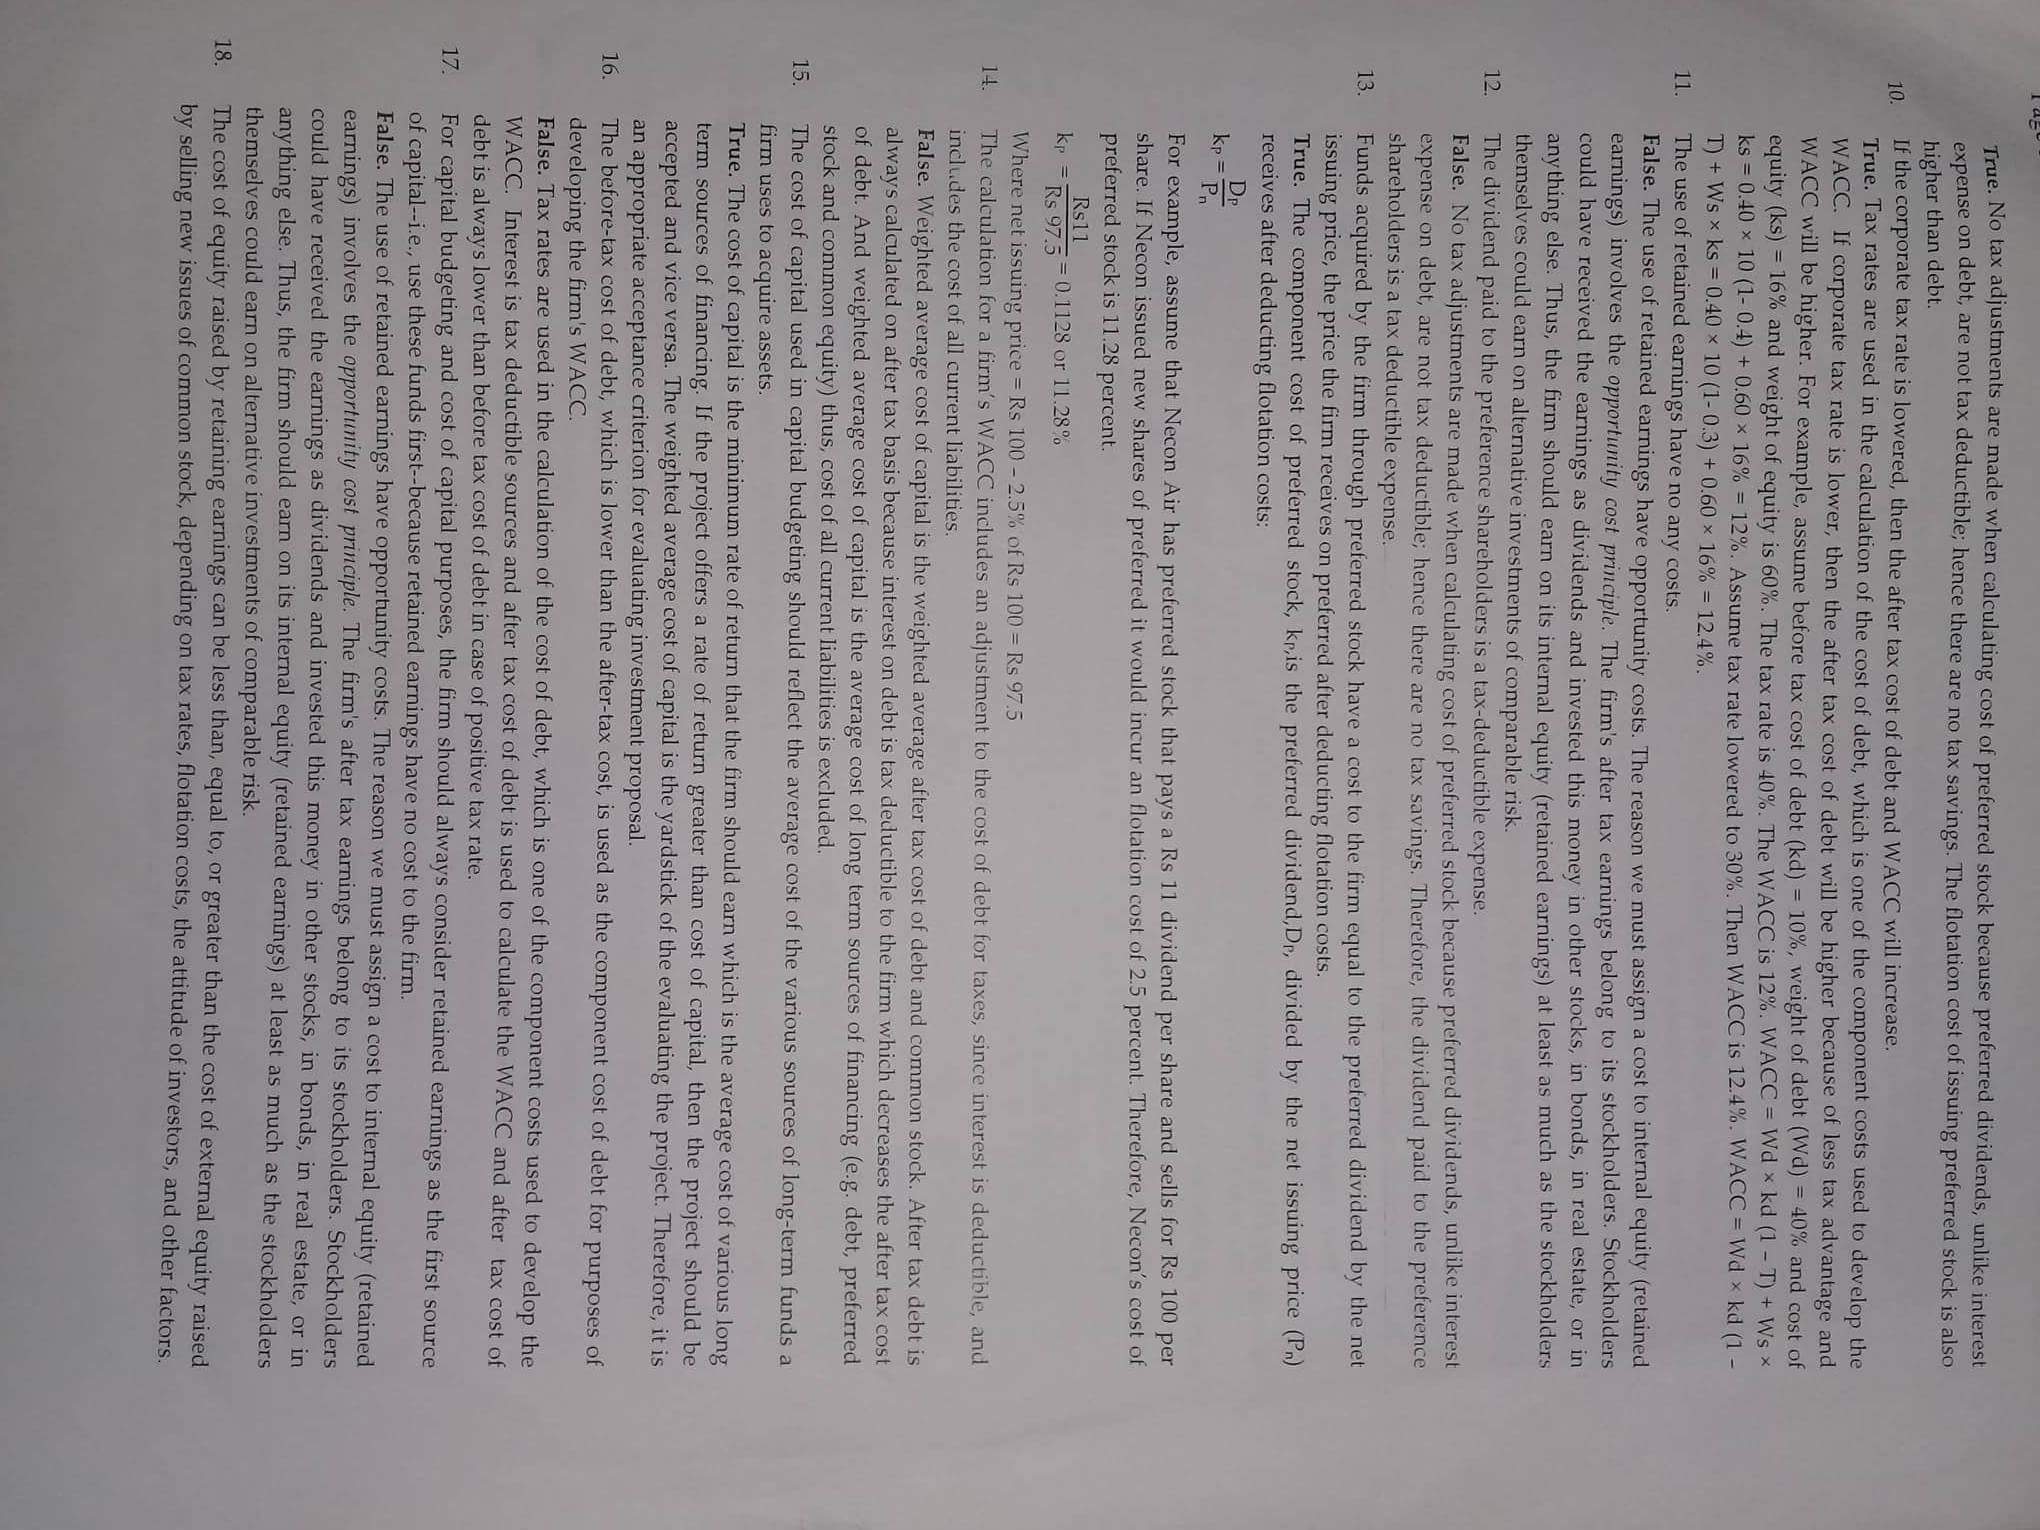 True. No tax adjustments are made when calculating cost of preferred stock because preferred dividends, unlike interest
expense on debt, are not tax deductible; hence there are no tax savings. The flotation cost of issuing preferred stock is also
higher than debt.
10. If the corporate tax rate is lowered, then the after tax cost of debt and WACC will increase.
True. Tax rates are used in the calculation of the cost of debt, which is one of the component costs used to develop the
WACC. If corporate tax rate is lower, then the after tax cost of debt will be higher because of less tax advantage and
WACC will be higher. For example, assume before tax cost of debt (kd) = 10%, weight of debt (Wd) = 40% and cost of
equity (ks) = 16% and weight of equity is 60%. The tax rate is 40%. The WACC is 12%. WACC = Wd × kd (1 – T) + Ws ×
ks = 0.40 × 10 (1- 0.4) + 0.60 × 16% = 12%. Assume tax rate lowered to 30%. Then WACC is 12.4%. WACC = Wd × kd (1 –
T) + Ws × ks = 0.40 × 10 (1- 0.3) + 0.60 × 16% = 12.4%.
11. The use of retained earnings have no any costs.
False. The use of retained earnings have opportunity costs. The reason we must assign a cost to internal equity (retained
earnings) involves the opportunity cost principle. The firm's after tax earnings belong to its stockholders. Stockholders
could have received the earnings as dividends and invested this money in other stocks, in bonds, in real estate, or in
anything else. Thus, the firm should earn on its internal equity (retained earnings) at least as much as the stockholders
themselves could earn on alternative investments of comparable risk.
12. The dividend paid to the preference shareholders is a tax-deductible expense.
False. No tax adjustments are made when calculating cost of preferred stock because preferred dividends, unlike interest
expense on debt, are not tax deductible; hence there are no tax savings. Therefore, the dividend paid to the preference
shareholders is a tax deductible expense.
13. Funds acquired by the firm through preferred stock have a cost to the firm equal to the preferred dividend by the net
issuing price, the price the firm receives on preferred after deducting flotation costs.
True. The component cost of preferred stock, kP, is the preferred dividend, DP, divided by the net issuing price (Pn)
receives after deducting flotation costs:
kP = DP / Pn
For example, assume that Necon Air has preferred stock that pays a Rs 11 dividend per share and sells for Rs 100 per
share. If Necon issued new shares of preferred it would incur an flotation cost of 2.5 percent. Therefore, Necon's cost of
preferred stock is 11.28 percent.
kP = Rs11 / Rs 97.5 = 0.1128 or 11.28%
Where net issuing price = Rs 100 – 2.5% of Rs 100 = Rs 97.5
14. The calculation for a firm's WACC includes an adjustment to the cost of debt for taxes, since interest is deductible, and
includes the cost of all current liabilities.
False. Weighted average cost of capital is the weighted average after tax cost of debt and common stock. After tax debt is
always calculated on after tax basis because interest on debt is tax deductible to the firm which decreases the after tax cost
of debt. And weighted average cost of capital is the average cost of long term sources of financing (e.g. debt, preferred
stock and common equity) thus, cost of all current liabilities is excluded.
15. The cost of capital used in capital budgeting should reflect the average cost of the various sources of long-term funds a
firm uses to acquire assets.
True. The cost of capital is the minimum rate of return that the firm should earn which is the average cost of various long
term sources of financing. If the project offers a rate of return greater than cost of capital, then the project should be
accepted and vice versa. The weighted average cost of capital is the yardstick of the evaluating the project. Therefore, it is
an appropriate acceptance criterion for evaluating investment proposal.
16. The before-tax cost of debt, which is lower than the after-tax cost, is used as the component cost of debt for purposes of
developing the firm's WACC.
False. Tax rates are used in the calculation of the cost of debt, which is one of the component costs used to develop the
WACC. Interest is tax deductible sources and after tax cost of debt is used to calculate the WACC and after tax cost of
debt is always lower than before tax cost of debt in case of positive tax rate.
17. For capital budgeting and cost of capital purposes, the firm should always consider retained earnings as the first source
of capital--i.e., use these funds first--because retained earnings have no cost to the firm.
False. The use of retained earnings have opportunity costs. The reason we must assign a cost to internal equity (retained
earnings) involves the opportunity cost principle. The firm's after tax earnings belong to its stockholders. Stockholders
could have received the earnings as dividends and invested this money in other stocks, in bonds, in real estate, or in
anything else. Thus, the firm should earn on its internal equity (retained earnings) at least as much as the stockholders
themselves could earn on alternative investments of comparable risk.
18. The cost of equity raised by retaining earnings can be less than, equal to, or greater than the cost of external equity raised
by selling new issues of common stock, depending on tax rates, flotation costs, the attitude of investors, and other factors.